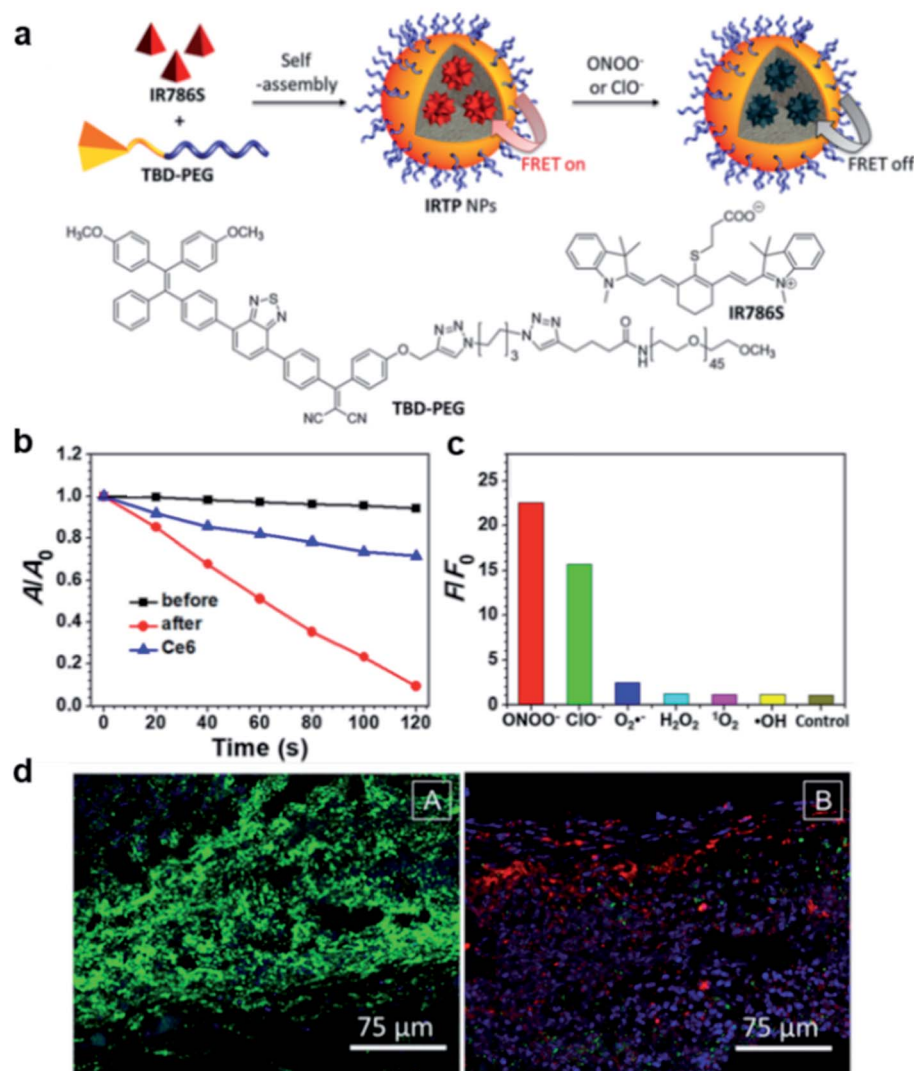 a
IR786S
+
TBD-PEG
Self
-assembly
IRTP NPs
FRET on
ONOO⁻
or ClO⁻
FRET off
H₃CO
OCH₃
N
S
N
NC
CN
O
N=N
N
3
N=N
N
O
N
H
O
45
OCH₃
TBD-PEG
COO⊖
S
N
N⊕
IR786S
b
A/A₀
1.2
1.0
0.8
0.6
0.4
0.2
0.0
before
after
Ce6
0 20 40 60 80 100 120
Time (s)
c
F/F₀
25
20
15
10
5
0
ONOO⁻ ClO⁻ O₂•⁻ H₂O₂ ¹O₂ •OH Control
d
A
75 µm
B
75 µm